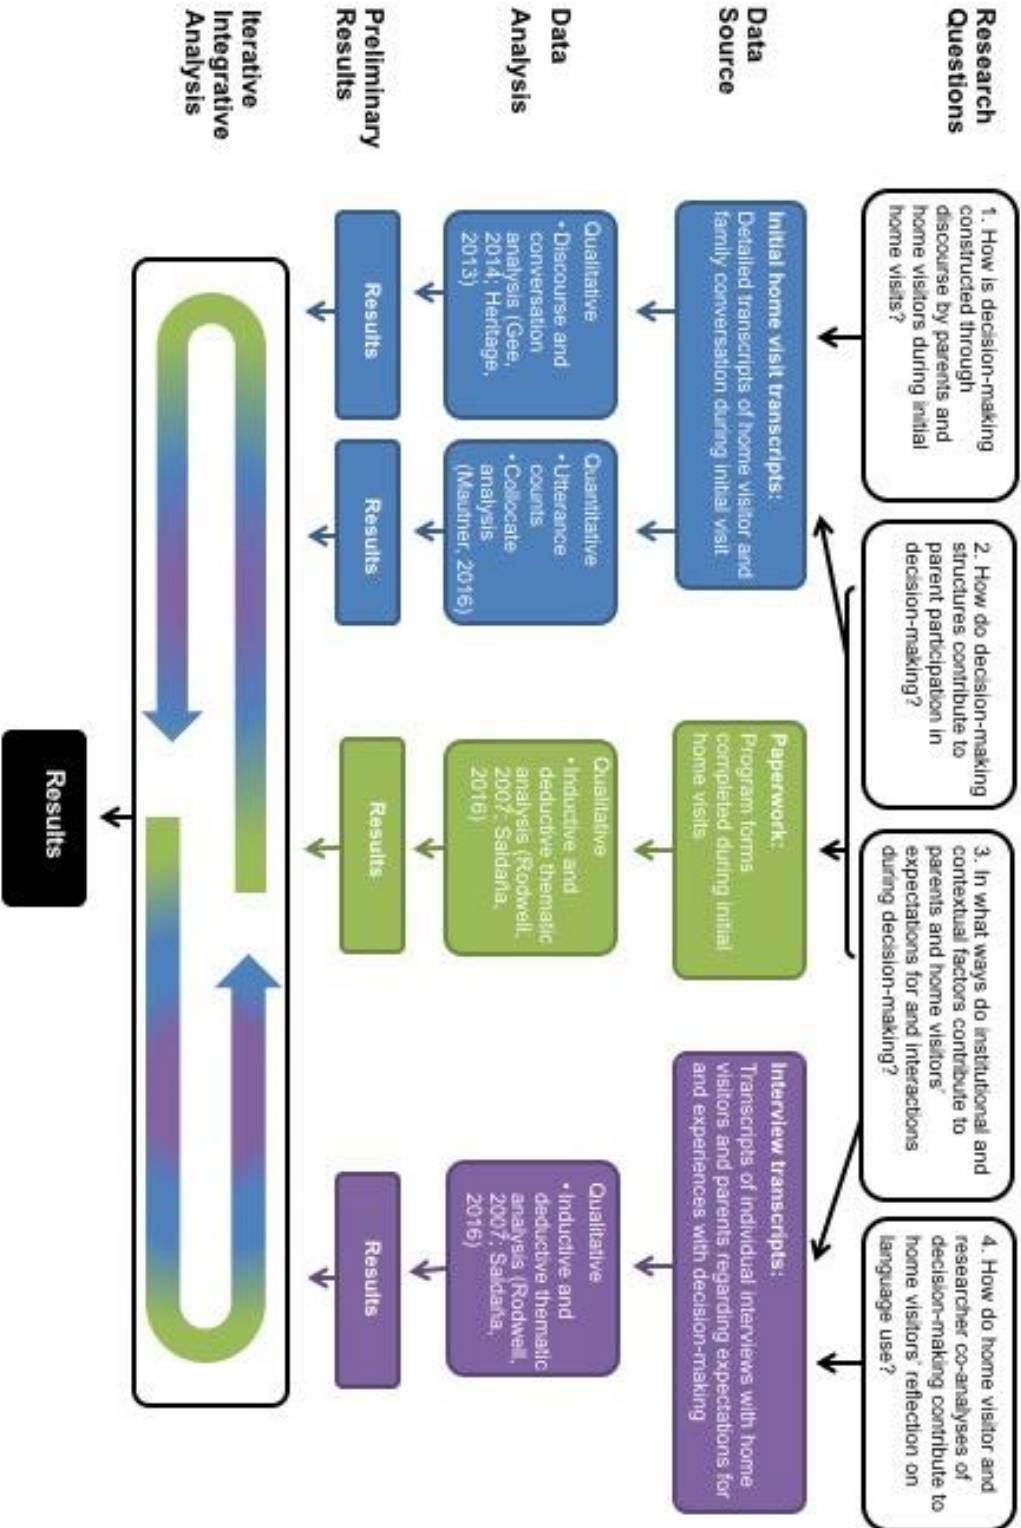 Research
Questions
1. How is decision-making
constructed through
discourse by parents and
home visitors during initial
home visits?
2. How do decision-making
structures contribute to
parent participation in
decision-making?
3. In what ways do institutional and
contextual factors contribute to
parents and home visitors'
expectations for and interactions
during decision-making?
4. How do home visitor and
researcher co-analyses of
decision-making contribute to
home visitors' reflection on
language use?
Data
Source
Initial home visit transcripts:
Detailed transcripts of home visitor and
family conversation during initial visit
Paperwork:
Program forms
completed during initial
home visits
Interview transcripts:
Transcripts of individual interviews with home
visitors and parents regarding expectations for
and experiences with decision-making
Data
Analysis
Qualitative
• Discourse and
conversation
analysis (Gee,
2014; Heritage,
2013)
Quantitative
• Utterance
counts
• Collocate
analysis
(Mautner, 2016)
Qualitative
• Inductive and
deductive thematic
analysis (Rodwell,
2007; Saldaña,
2016)
Qualitative
• Inductive and
deductive thematic
analysis (Rodwell,
2007; Saldaña,
2016)
Preliminary
Results
Results
Results
Results
Results
Iterative
Integrative
Analysis
Results